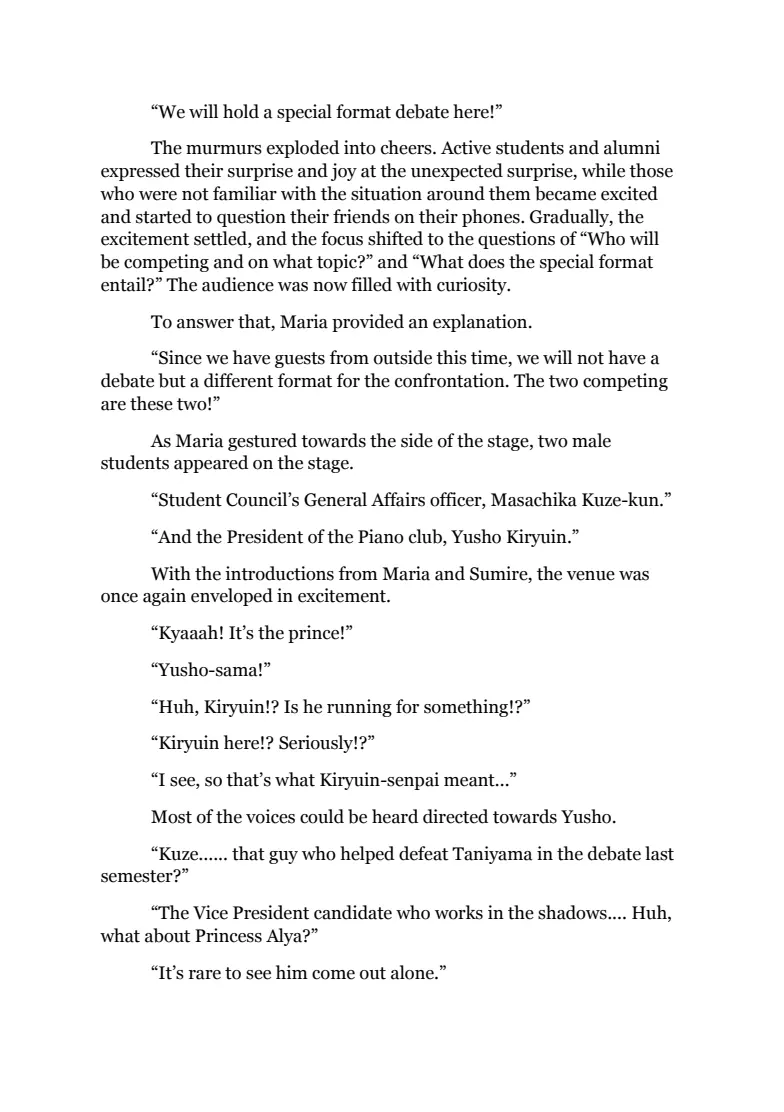 “We will hold a special format debate here!”
The murmurs exploded into cheers. Active students and alumni
expressed their surprise and joy at the unexpected surprise, while those
who were not familiar with the situation around them became excited
and started to question their friends on their phones. Gradually, the
excitement settled, and the focus shifted to the questions of “Who will
be competing and on what topic?” and “What does the special format
entail?” The audience was now filled with curiosity.
To answer that, Maria provided an explanation.
“Since we have guests from outside this time, we will not have a
debate but a different format for the confrontation. The two competing
are these two!”
As Maria gestured towards the side of the stage, two male
students appeared on the stage.
“Student Council’s General Affairs officer, Masachika Kuze-kun.”
“And the President of the Piano club, Yusho Kiryuin.”
With the introductions from Maria and Sumire, the venue was
once again enveloped in excitement.
“Kyaaah! It’s the prince!”
“Yusho-sama!”
“Huh, Kiryuin!? Is he running for something!?”
“Kiryuin here!? Seriously!?”
“I see, so that’s what Kiryuin-senpai meant...”
Most of the voices could be heard directed towards Yusho.
“Kuze...... that guy who helped defeat Taniyama in the debate last
semester?”
“The Vice President candidate who works in the shadows.... Huh,
what about Princess Alya?”
“It’s rare to see him come out alone.”